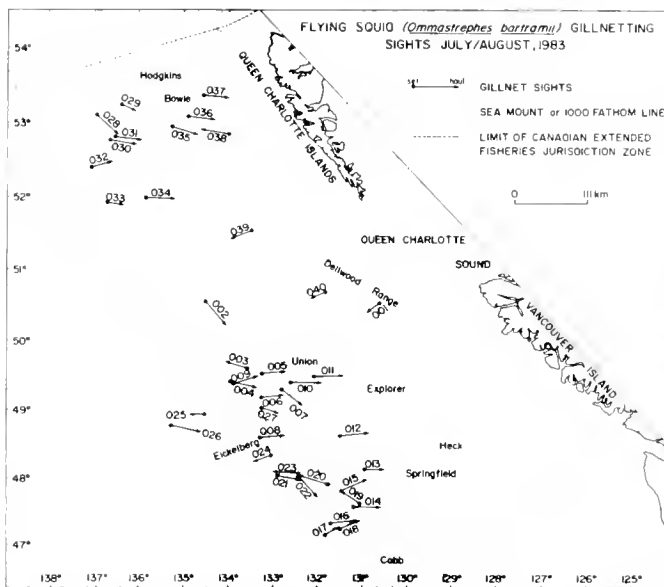 FLYING SQUID (Ommastrephes bartramii) GILLNETTING
SIGHTS JULY/AUGUST, 1983
set haul
GILLNET SIGHTS
SEA MOUNT or 1000 FATHOM LINE
LIMIT OF CANADIAN EXTENDED
FISHERIES JURISDICTION ZONE
0 111 km
54°
Hodgkins
QUEEN CHARLOTTE ISLANDS
037
029
Bowie
036
53°
028
031
030
035
038
032
52°
033
034
039
QUEEN CHARLOTTE
SOUND
51°
Dellwood Range
040
002
VANCOUVER ISLAND
50°
003
Union
005
011
009
004
010
Explorer
006
007
027
49°
025
026
008
012
Eickelberg
024
Heck
48°
023
020
013
Springfield
015
021
022
019
014
016
47°
017
018
Cobb
138° 137° 136° 135° 134° 133° 132° 131° 130° 129° 128° 127° 126° 125°